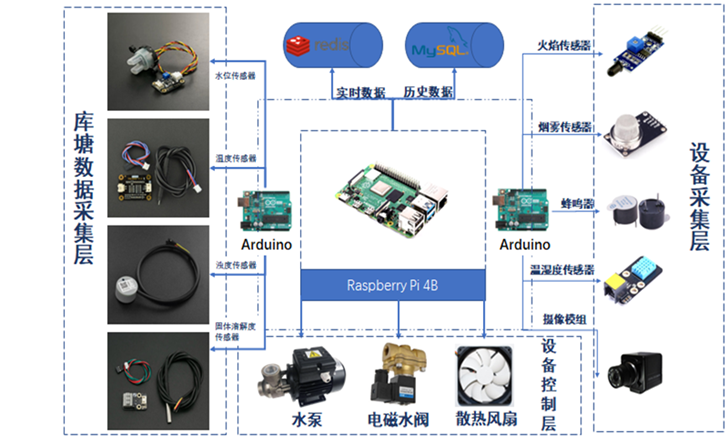 redis
MySQL
实时数据
历史数据
库塘数据采集层
水位传感器
温度传感器
浊度传感器
固体溶解度
传感器
Arduino
Raspberry Pi 4B
Arduino
火焰传感器
烟雾传感器
蜂鸣器
温湿度传感器
摄像模组
设备采集层
水泵
电磁水阀
散热风扇
设备控制层